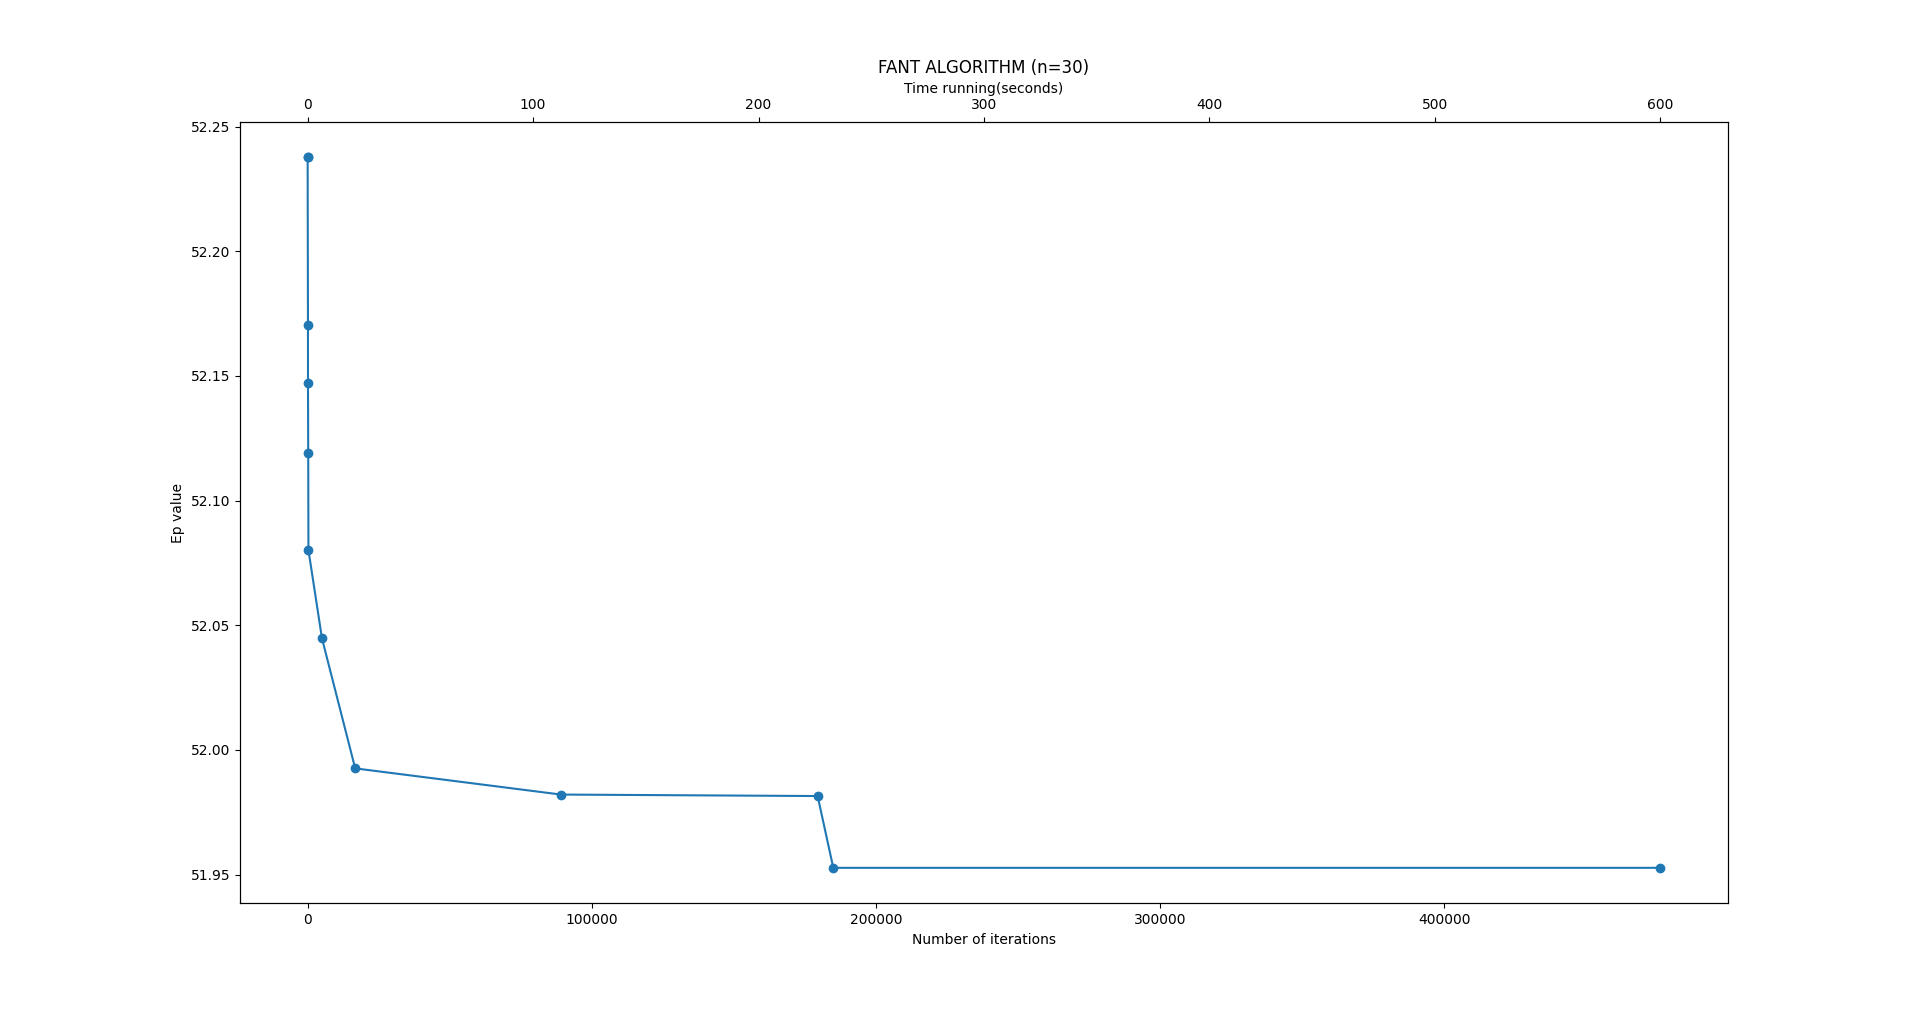 FANT ALGORITHM (n=30)
Time running(seconds)
0 100 200 300 400 500 600
52.25
52.20
52.15
52.10
52.05
52.00
51.95
Ep value
0 100000 200000 300000 400000
Number of iterations